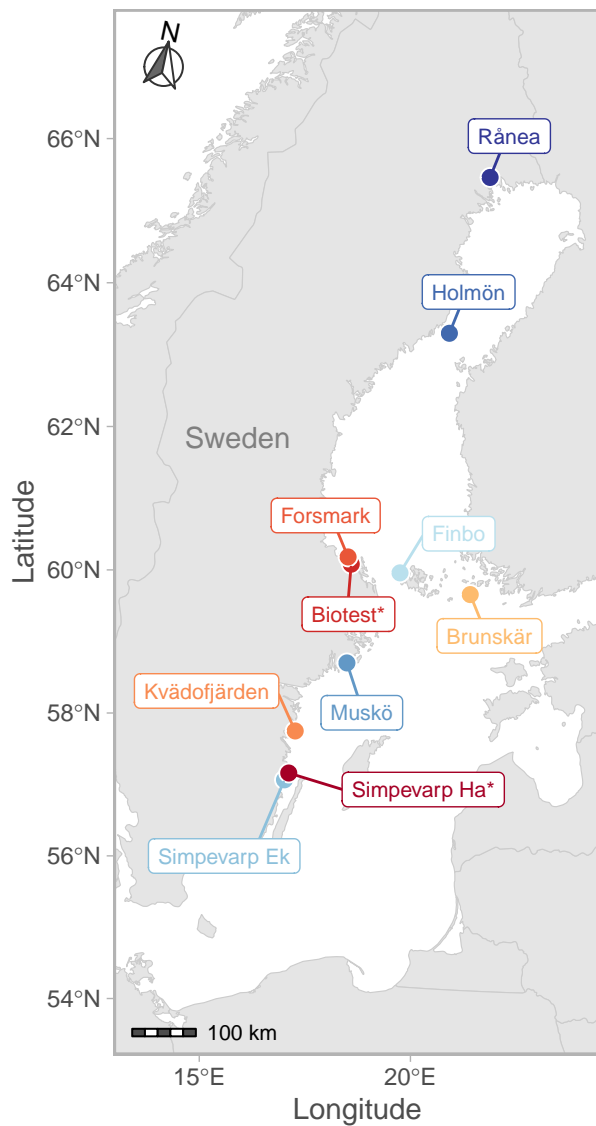 N
66°N
Rånea
64°N
Holmön
62°N
Sweden
Forsmark
Finbo
60°N
Biotest*
Brunskär
Kvädofjärden
Muskö
58°N
Simpevarp Ha*
Simpevarp Ek
56°N
54°N
100 km
15°E
20°E
Longitude
Latitude